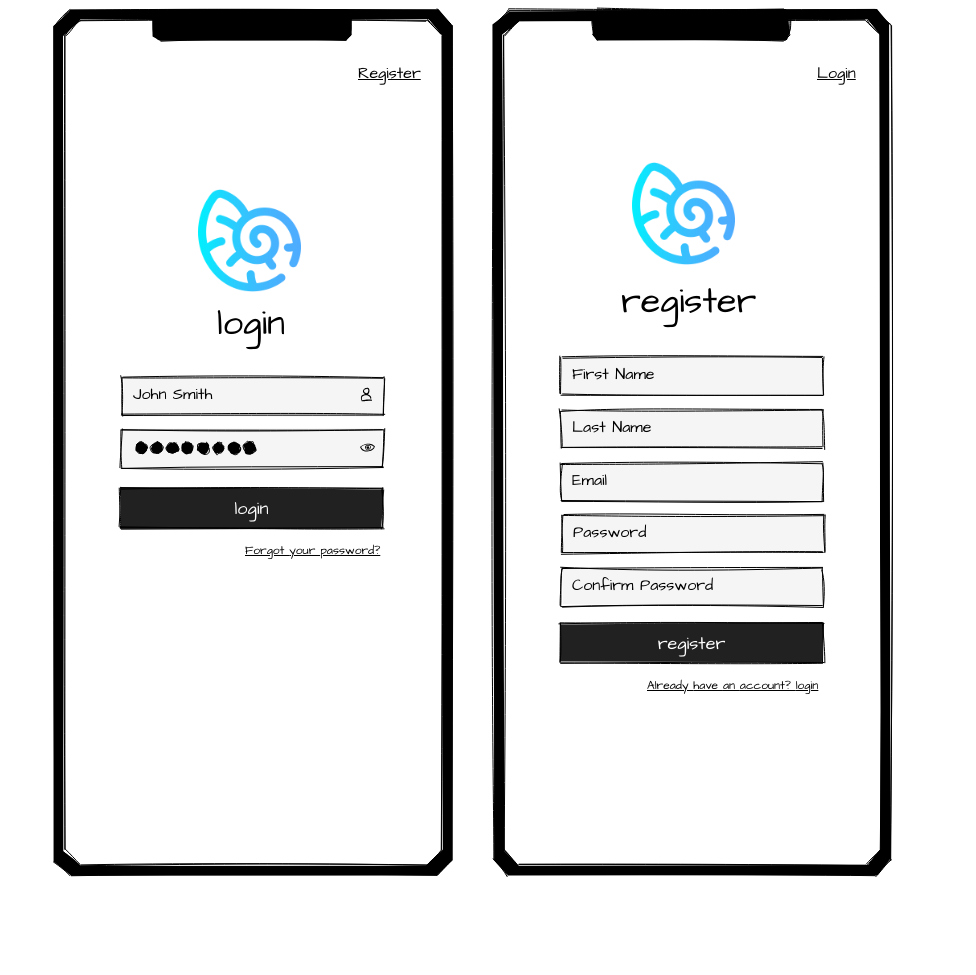 Register
login
John Smith
login
Forgot your password?
Login
register
First Name
Last Name
Email
Password
Confirm Password
register
Already have an account? login